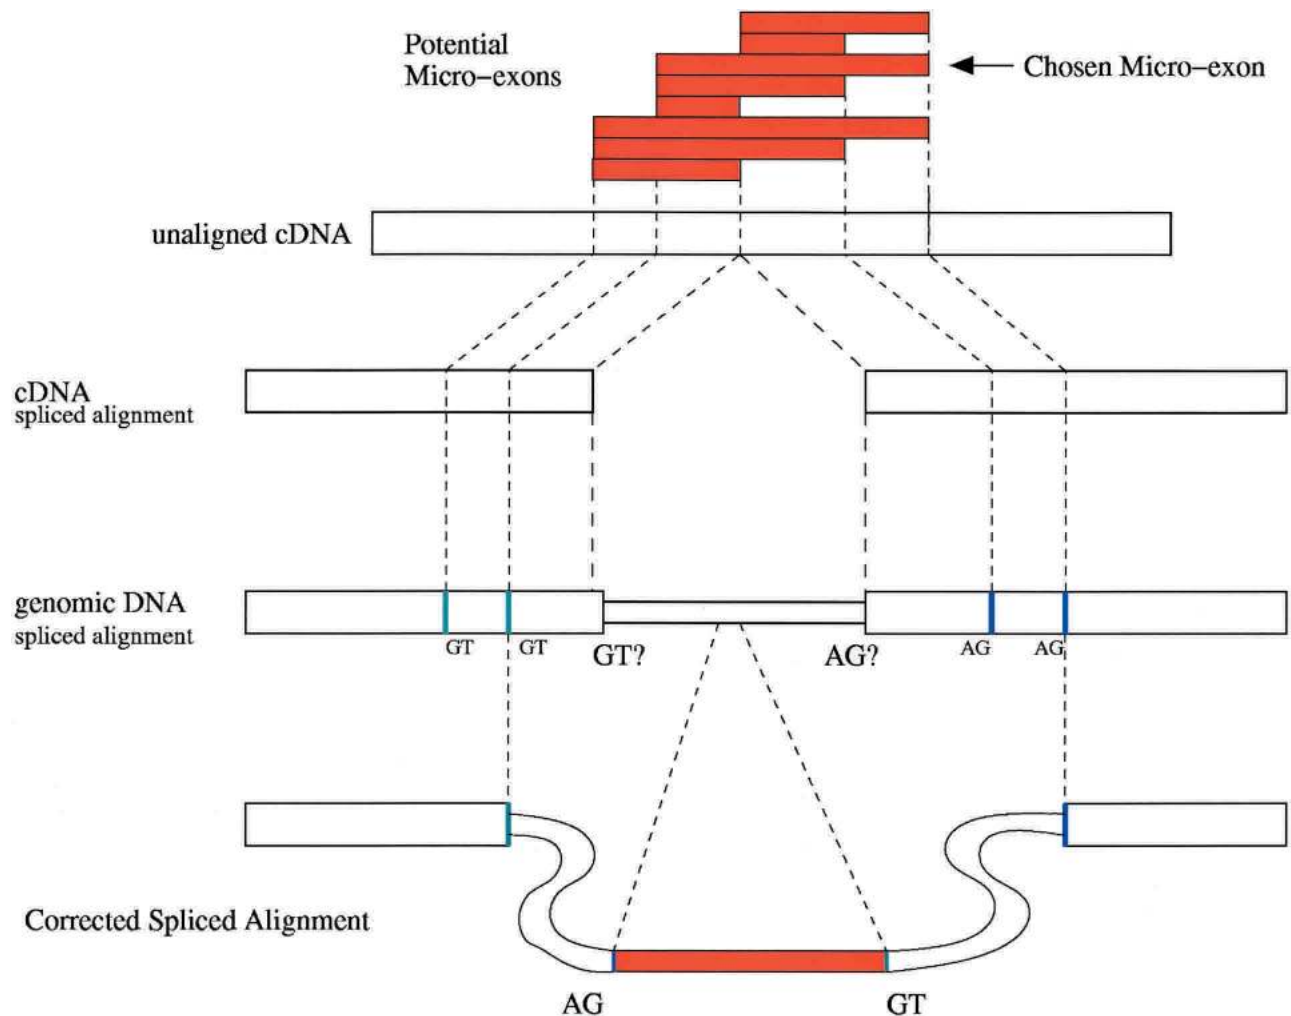 Potential
Micro-exons
Chosen Micro-exon
unaligned cDNA
cDNA
spliced alignment
genomic DNA
spliced alignment
GT
GT
GT?
AG?
AG
AG
Corrected Spliced Alignment
AG
GT